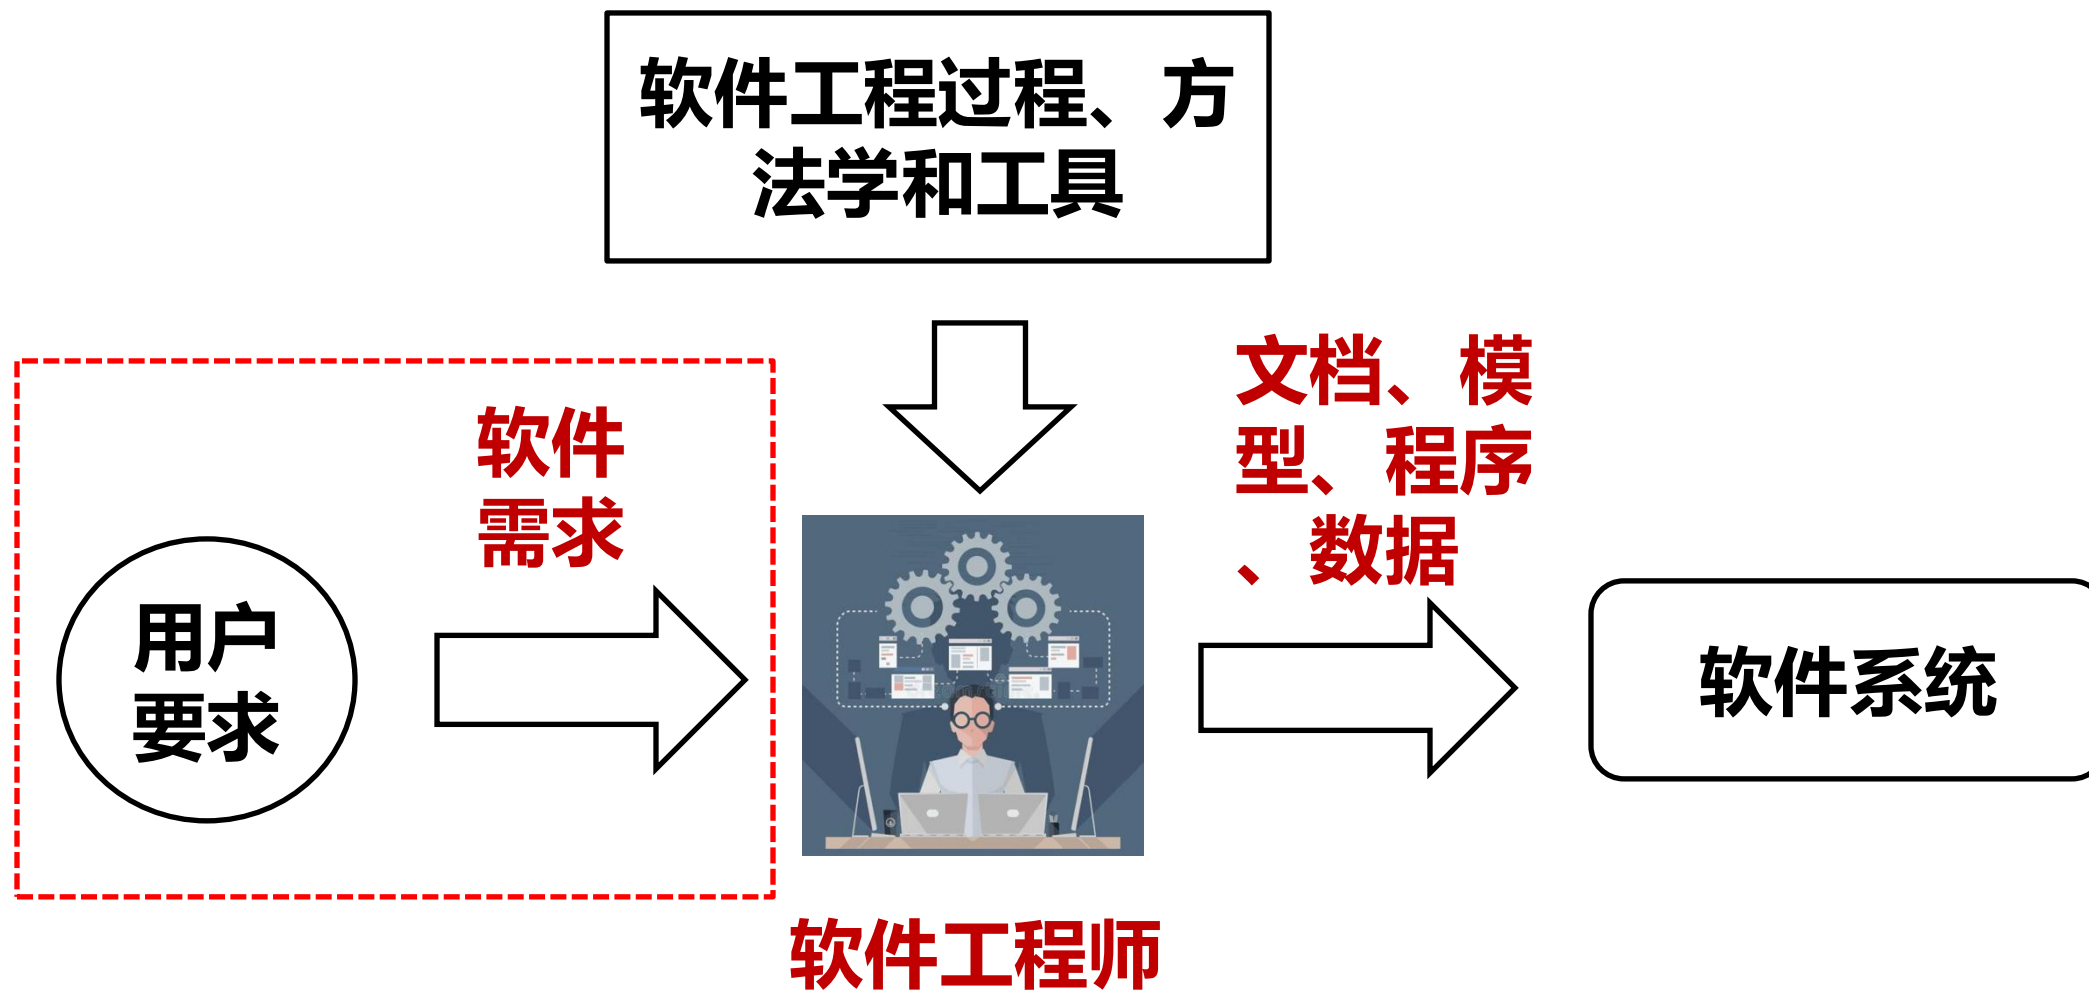 软件工程过程、方
法学和工具
文档、模
型、程序
、数据
软件
需求
用户
要求
软件系统
软件工程师